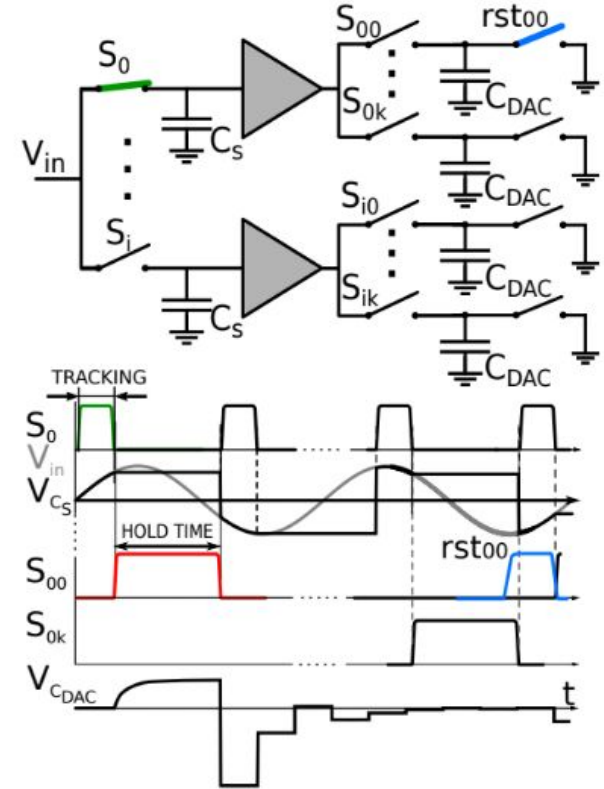 S00
rst00
S0
CDAC
S0k
Cs
Vin
CDAC
Si0
Si
CDAC
Sik
Cs
CDAC
TRACKING
S0
Vin
VCS
HOLD TIME
rst00
S00
S0k
VCDAC
t